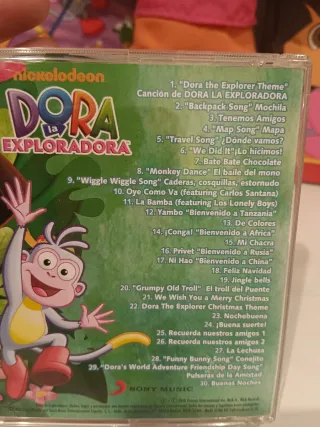 nickelodeon
DORA
la
EXPLORADORA
1. "Dora the Explorer Theme"
Canción de DORA LA EXPLORADORA
2. "Backpack Song" Mochila
3. Tenemos Amigos
4. "Map Song" Mapa
5. "Travel Song" ¿Donde vamos?
6. "We Did It"¡Lo hicimos!
7. Bate Bate Chocolate
8. "Monkey Dance" El baile del mono
9. "Wiggle Wiggle Song" Caderas, cosquillas, estornudo
10. Oye Como Va (featuring Carlos Santana)
11. La Bamba (featuring Los Lonely Boys)
12. Yambo "Bienvenido a Tanzania"
13. De Colores
14. ¡Conga! "Bienvenido a Africa"
15. Mi Chacra
16. Privet "Bienvenido a Rusia"
17. Ni Hao "Bienvenido a China"
18. Feliz Navidad
19. Jingle bells
20. "Grumpy Old Troll" El troll del Puente
21. We Wish You a Merry Christmas
22. Dora The Explorer Christmas Theme
23. Nochebuena
24. ¡Buena suerte!
25. Recuerda nuestros amigos 1
26. Recuerda nuestros amigos 2
27. La Lechuza
28. "Funny Bunny Song" Conejito
29. "Dora's World Adventure Friendship Day Song"
Pulseras de la Amistad
30. Buenas Noches
SONY MUSIC